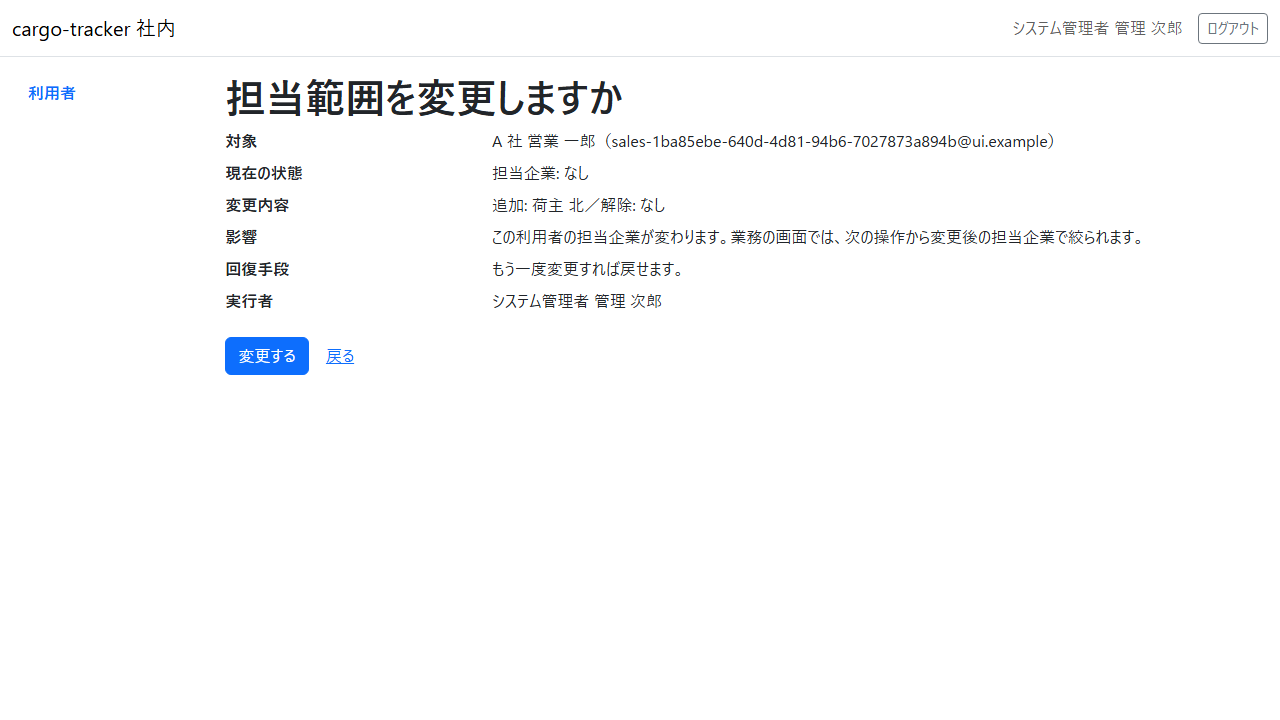 cargo-tracker 社内
システム管理者 管理 次郎 ログアウト
利用者
担当範囲を変更しますか
対象 A 社 営業 一郎（sales-1ba85ebe-640d-4d81-94b6-7027873a894b@ui.example）
現在の状態 担当企業: なし
変更内容 追加: 荷主 北／解除: なし
影響 この利用者の担当企業が変わります。業務の画面では、次の操作から変更後の担当企業で絞られます。
回復手段 もう一度変更すれば戻せます。
実行者 システム管理者 管理 次郎
変更する 戻る